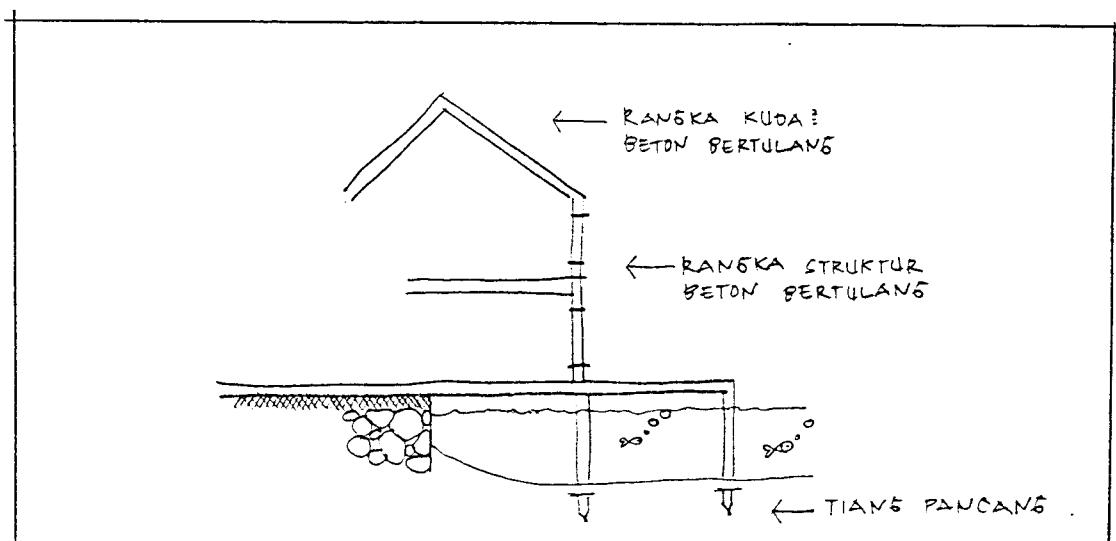 RANGKA KUDA²
BETON BERTULANG
RANGKA STRUKTUR
BETON BERTULANG
TIANG PANCANG